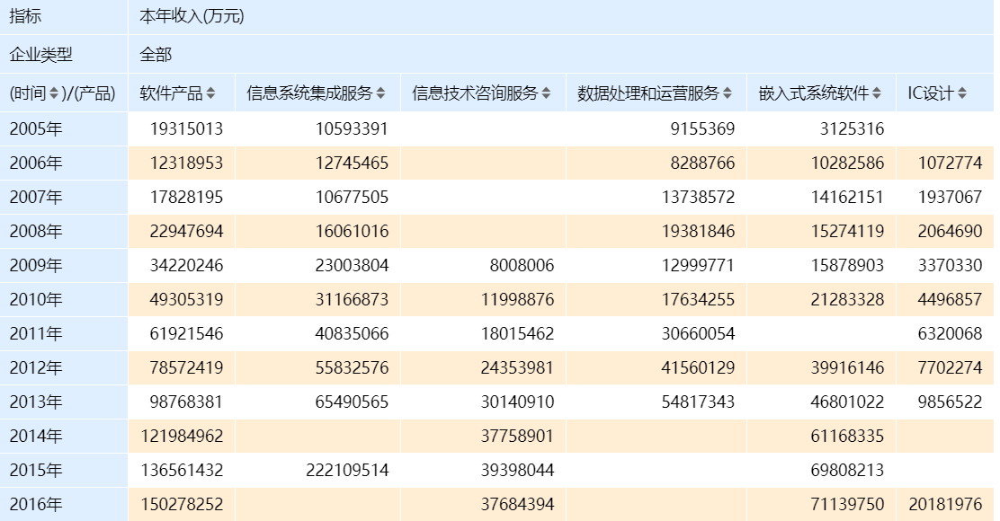 指标 本年收入(万元)
企业类型 全部
(时间)/(产品) 软件产品 信息系统集成服务 信息技术咨询服务 数据处理和运营服务 嵌入式系统软件 IC设计
2005年 19315013 10593391 9155369 3125316
2006年 12318953 12745465 8288766 10282586 1072774
2007年 17828195 10677505 13738572 14162151 1937067
2008年 22947694 16061016 19381846 15274119 2064690
2009年 34220246 23003804 8008006 12999771 15878903 3370330
2010年 49305319 31166873 11998876 17634255 21283328 4496857
2011年 61921546 40835066 18015462 30660054 6320068
2012年 78572419 55832576 24353981 41560129 39916146 7702274
2013年 98768381 65490565 30140910 54817343 46801022 9856522
2014年 121984962 37758901 61168335
2015年 136561432 222109514 39398044 69808213
2016年 150278252 37684394 71139750 20181976